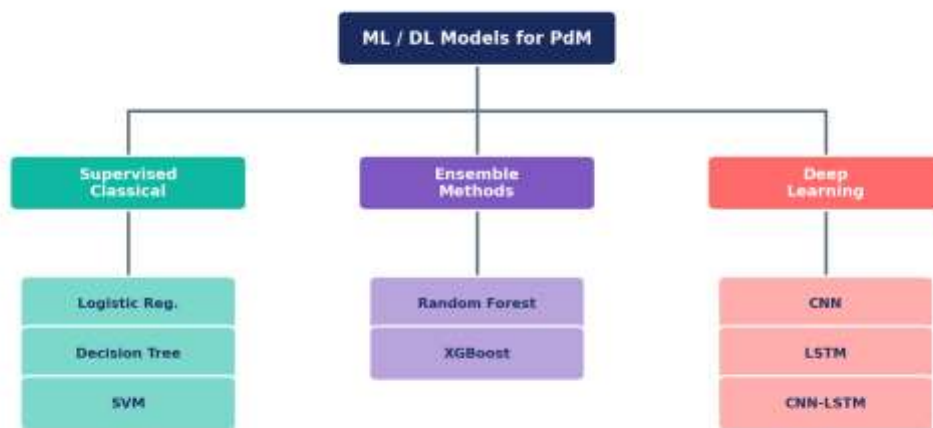 ML / DL Models for PdM
Supervised
Classical
Ensemble
Methods
Deep
Learning
Logistic Reg.
Decision Tree
SVM
Random Forest
XGBoost
CNN
LSTM
CNN-LSTM